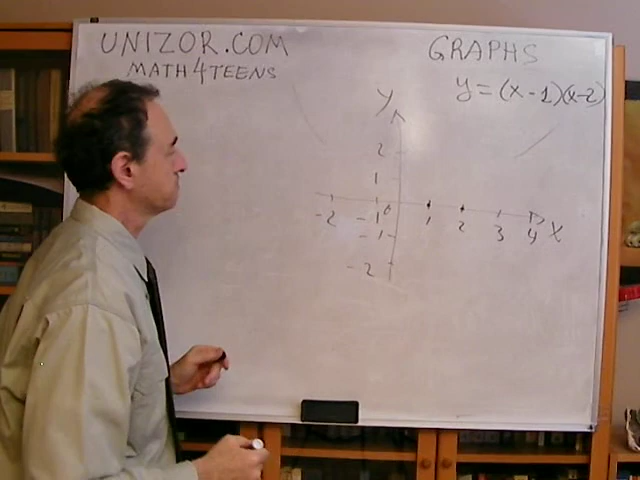 UNIZOR.COM
MATH4TEENS
GRAPHS
y=(x-1)(x-2)
Y
2
1
-2 -1 0 1 2 3 4 X
-1
-2